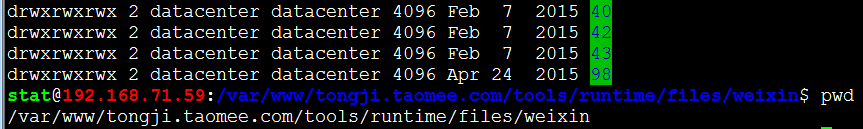 drwxrwxrwx 2 datacenter datacenter 4096 Feb  7  2015 40
drwxrwxrwx 2 datacenter datacenter 4096 Feb  7  2015 42
drwxrwxrwx 2 datacenter datacenter 4096 Feb  7  2015 43
drwxrwxrwx 2 datacenter datacenter 4096 Apr 24  2015 98
stat@192.168.71.59:/var/www/tongji.taomee.com/tools/runtime/files/weixin$ pwd
/var/www/tongji.taomee.com/tools/runtime/files/weixin